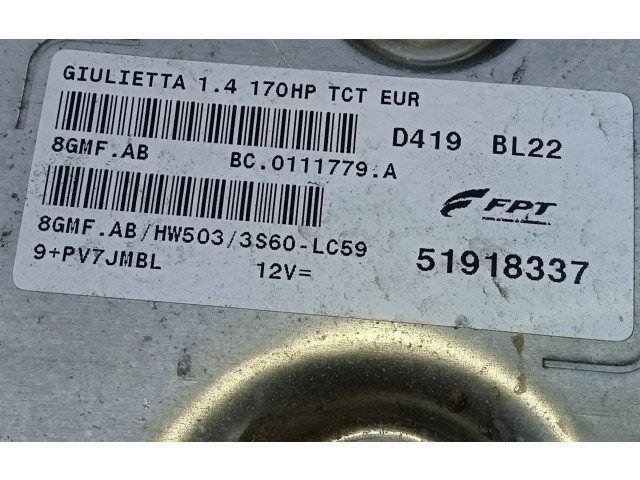 GIULIETTA 1.4 170HP TCT EUR
D419 BL22
8GMF.AB BC.0111779.A
FPT
8GMF.AB/HW503/3S60-LC59
9+PV7JMBL 12V=
51918337